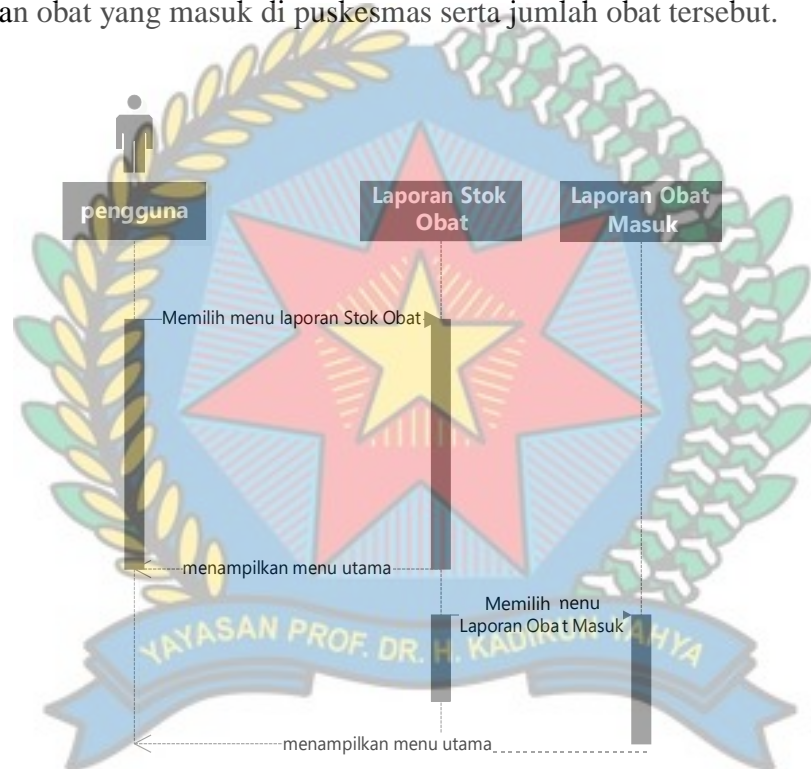 an obat yang masuk di puskesmas serta jumlah obat tersebut.
pengguna
Laporan Stok
Obat
Laporan Obat
Masuk
Memilih menu laporan Stok Obat
menampilkan menu utama
Memilih nenu
Laporan Obat Masuk
YAYASAN PROF. DR. H. KADIRUN YAHYA
menampilkan menu utama